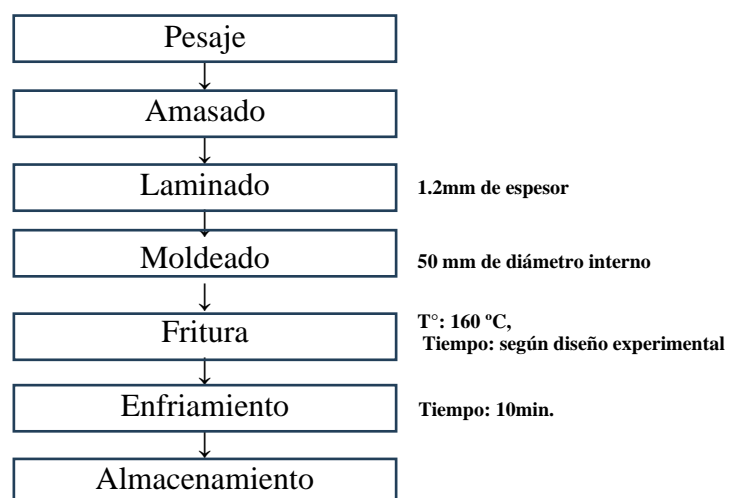 Pesaje
Amasado
Laminado
1.2mm de espesor
Moldeado
50 mm de diámetro interno
Fritura
T°: 160 ºC,
Tiempo: según diseño experimental
Enfriamiento
Tiempo: 10min.
Almacenamiento